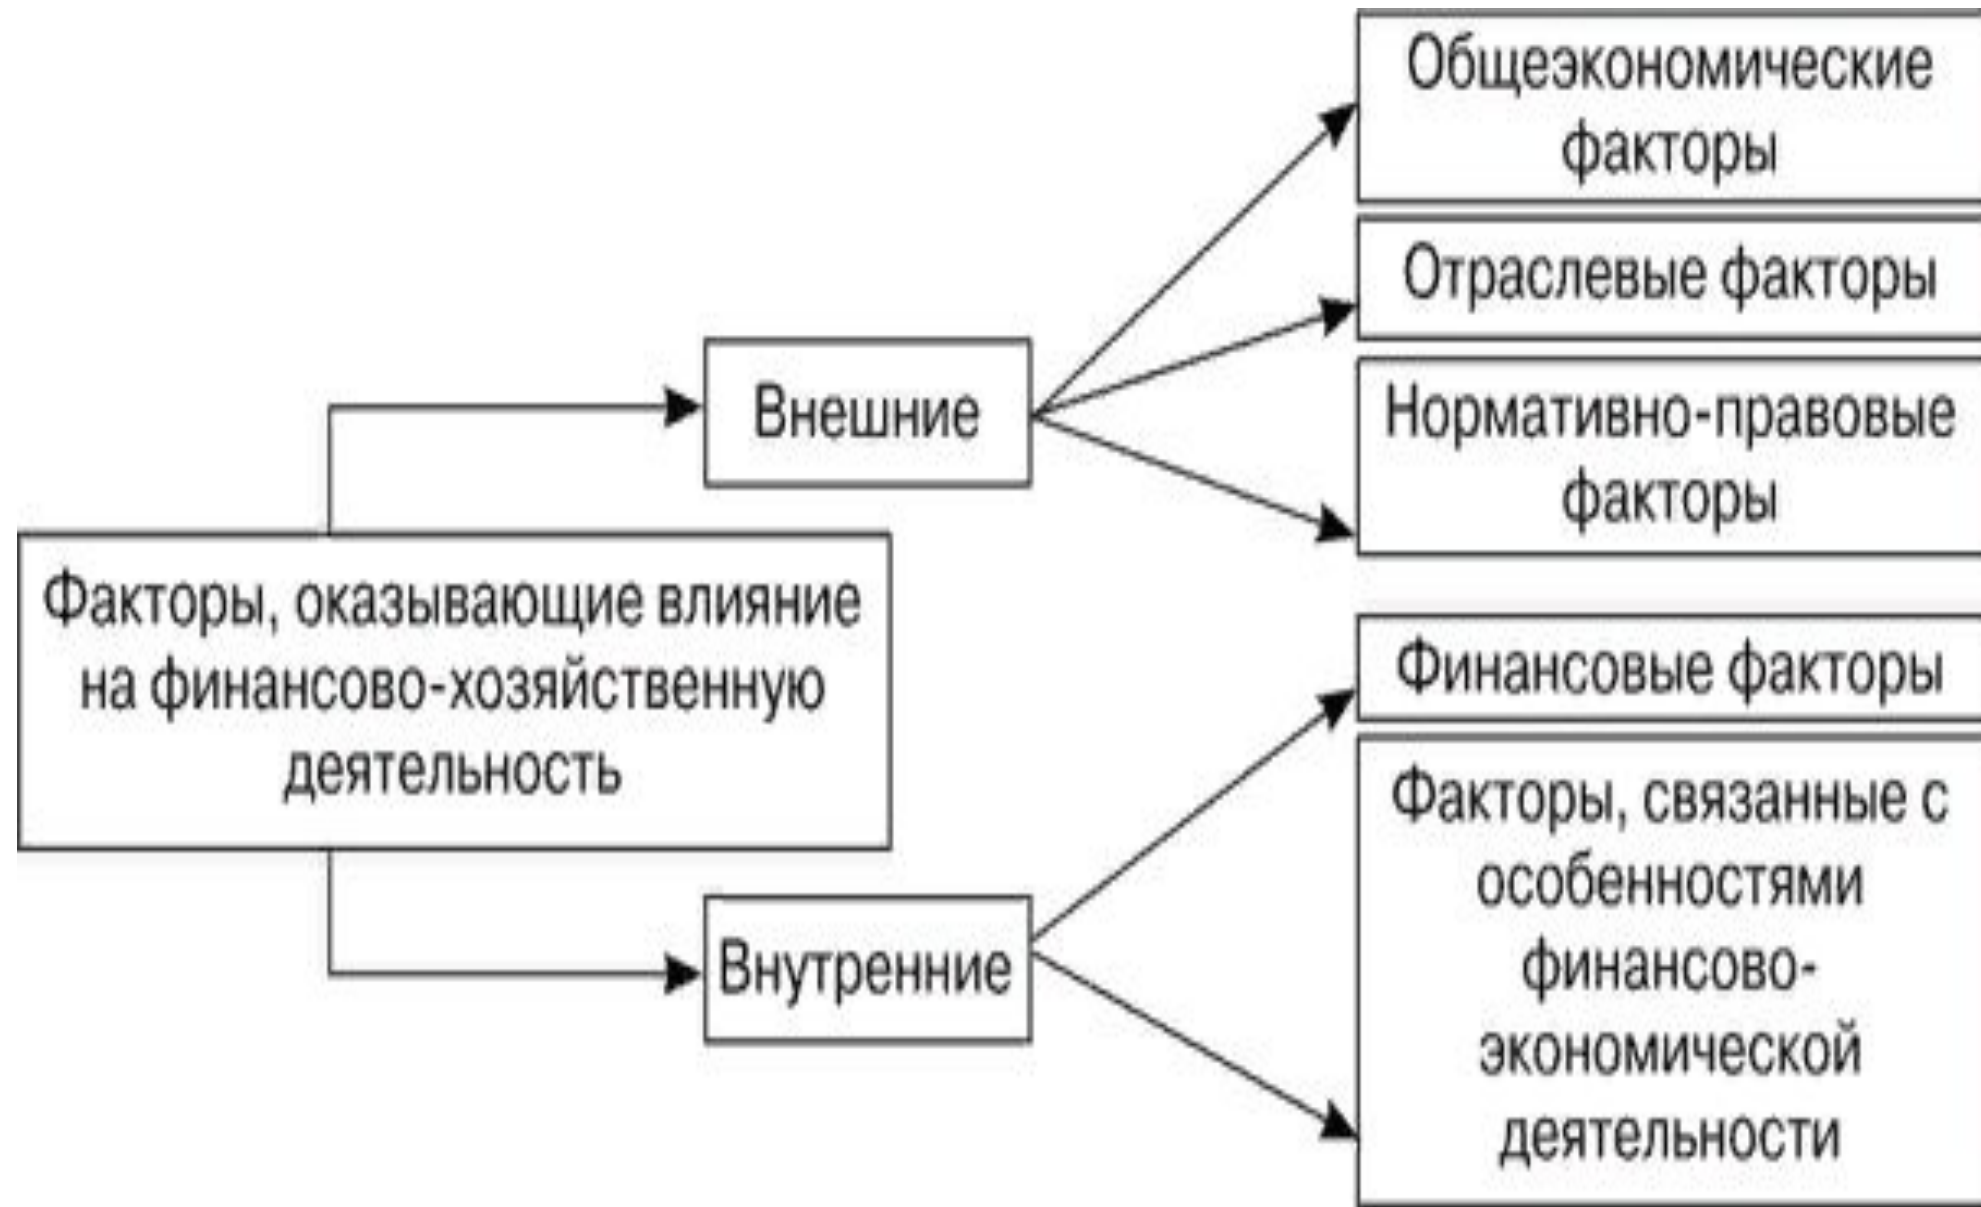 Факторы, оказывающие влияние
на финансово-хозяйственную
деятельность
Внешние
Общеэкономические
факторы
Отраслевые факторы
Нормативно-правовые
факторы
Внутренние
Финансовые факторы
Факторы, связанные с
особенностями
финансово-
экономической
деятельности